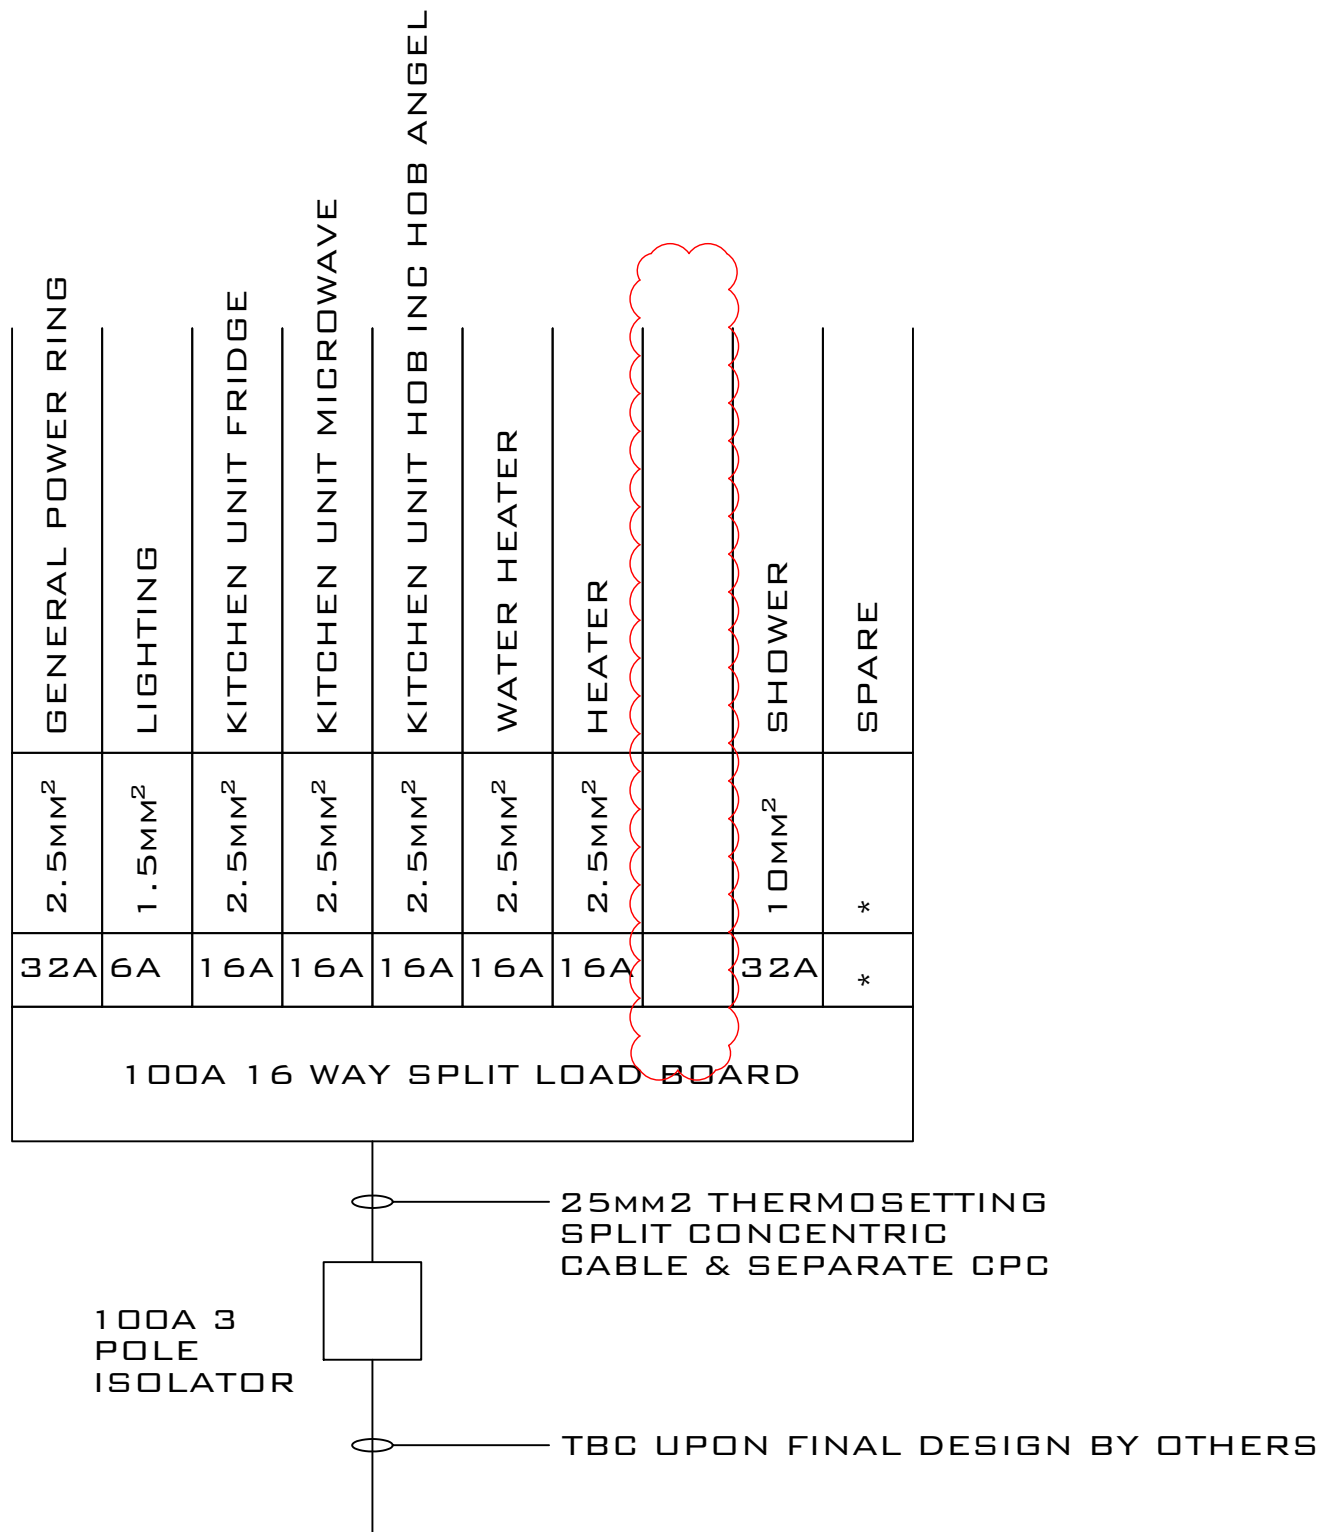 GENERAL POWER RING
LIGHTING
KITCHEN UNIT FRIDGE
KITCHEN UNIT MICROWAVE
KITCHEN UNIT HOB INC HOB ANGEL
WATER HEATER
HEATER
SHOWER
SPARE
2.5MM²
1.5MM²
2.5MM²
2.5MM²
2.5MM²
2.5MM²
2.5MM²
10MM²
*
32A
6A
16A
16A
16A
16A
16A
32A
*
100A 16 WAY SPLIT LOAD BOARD
25MM2 THERMOSETTING
SPLIT CONCENTRIC
CABLE & SEPARATE CPC
100A 3
POLE
ISOLATOR
TBC UPON FINAL DESIGN BY OTHERS